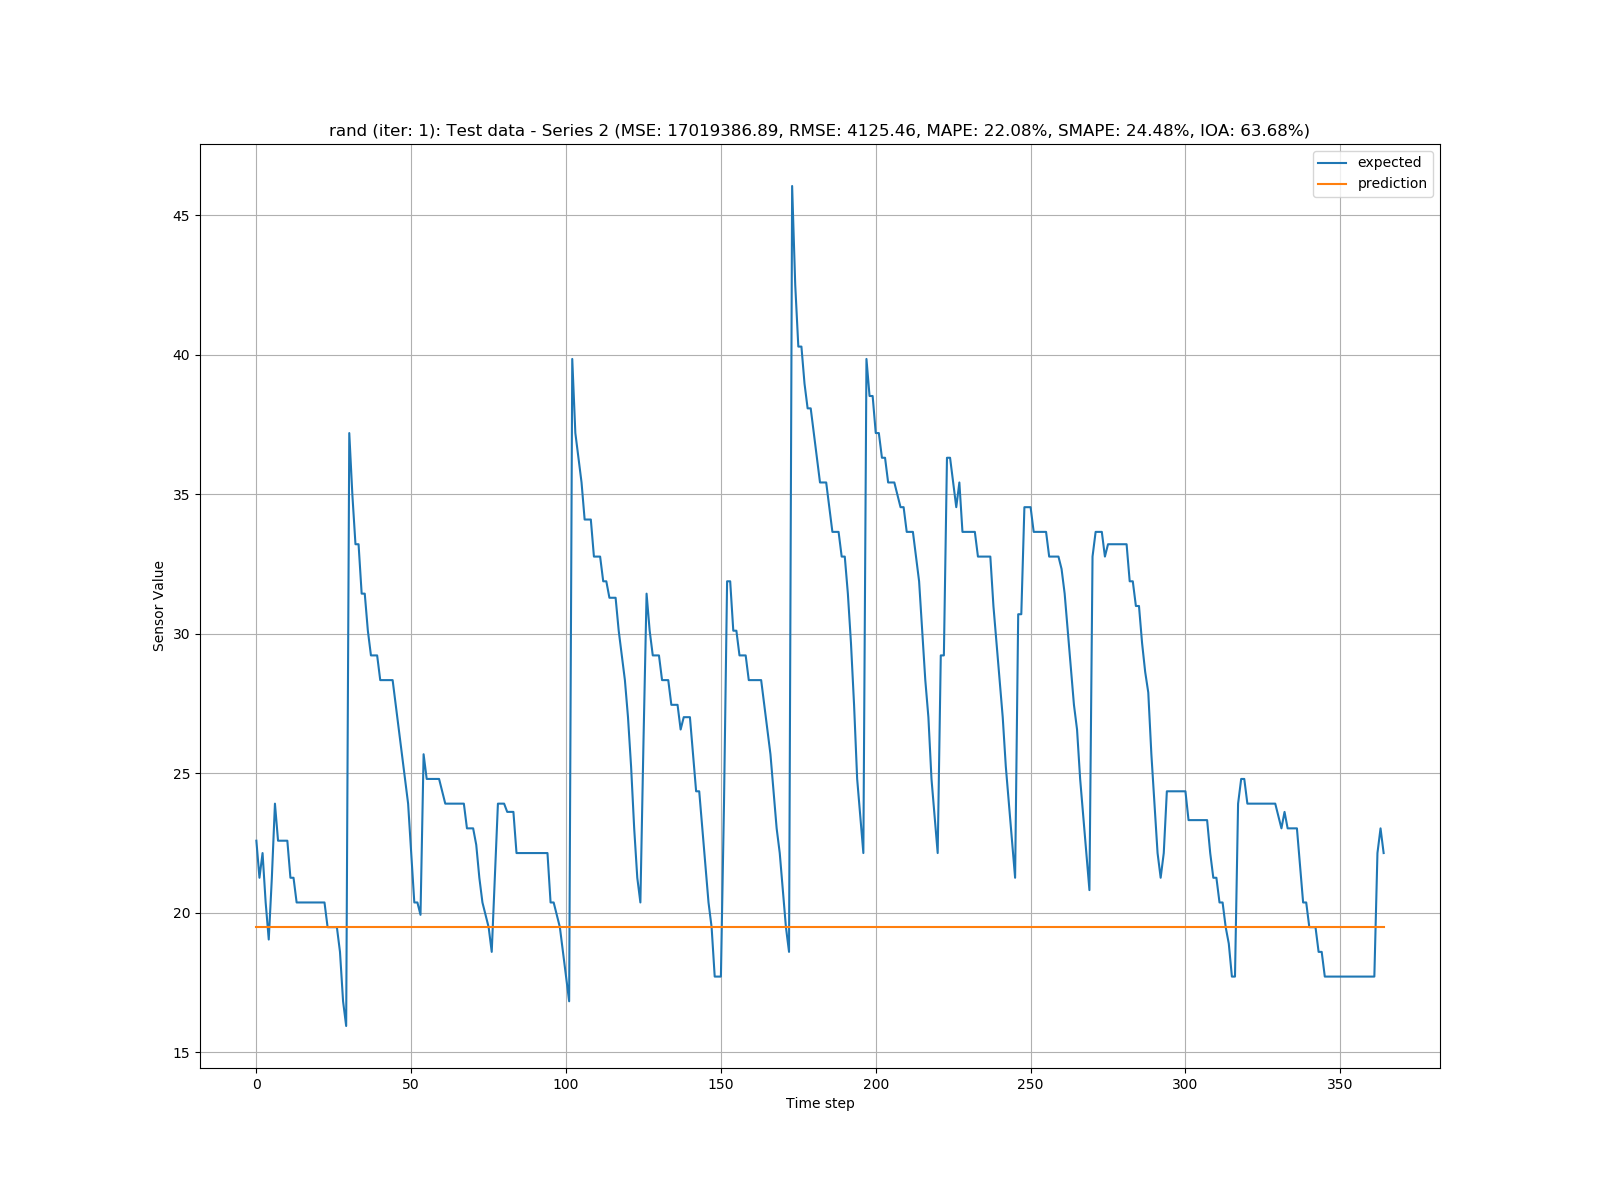 rand (iter: 1): Test data - Series 2 (MSE: 17019386.89, RMSE: 4125.46, MAPE: 22.08%, SMAPE: 24.48%, IOA: 63.68%)
expected
prediction
45
40
35
30
25
20
15
Sensor Value
0 50 100 150 200 250 300 350
Time step